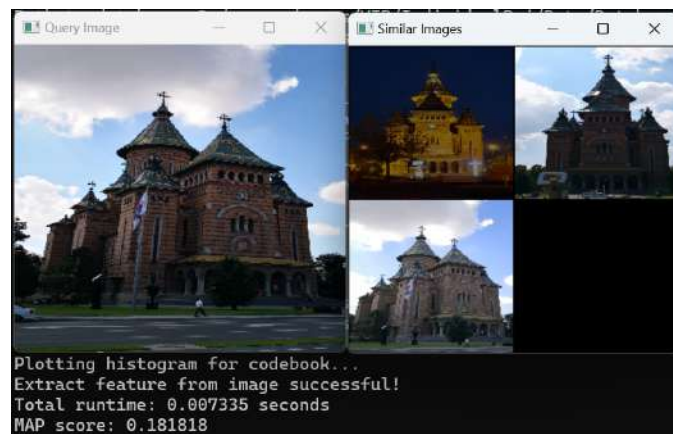 Query Image
Similar Images
Plotting histogram for codebook...
Extract feature from image successful!
Total runtime: 0.007335 seconds
MAP score: 0.181818